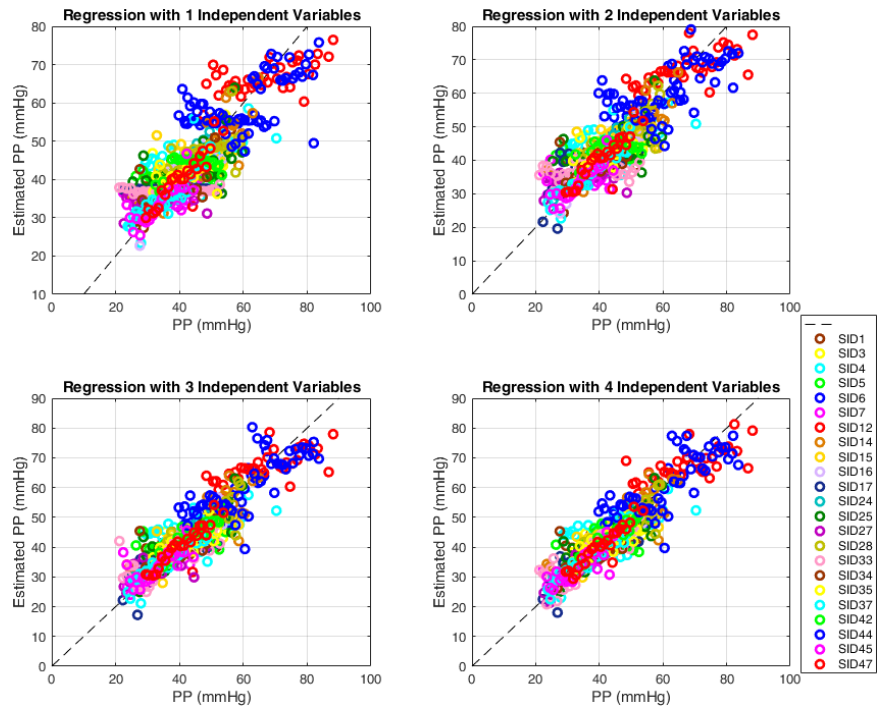 Regression with 1 Independent Variables
80
70
60
50
40
30
20
10
0 20 40 60 80 100
Estimated PP (mmHg)
PP (mmHg)
Regression with 2 Independent Variables
80
70
60
50
40
30
20
10
0
0 20 40 60 80 100
Estimated PP (mmHg)
PP (mmHg)
Regression with 3 Independent Variables
90
80
70
60
50
40
30
20
10
0
0 20 40 60 80 100
Estimated PP (mmHg)
PP (mmHg)
Regression with 4 Independent Variables
90
80
70
60
50
40
30
20
10
0
0 20 40 60 80 100
Estimated PP (mmHg)
PP (mmHg)
SID1
SID3
SID4
SID5
SID6
SID7
SID12
SID14
SID15
SID16
SID17
SID24
SID25
SID27
SID28
SID33
SID34
SID35
SID37
SID42
SID44
SID45
SID47